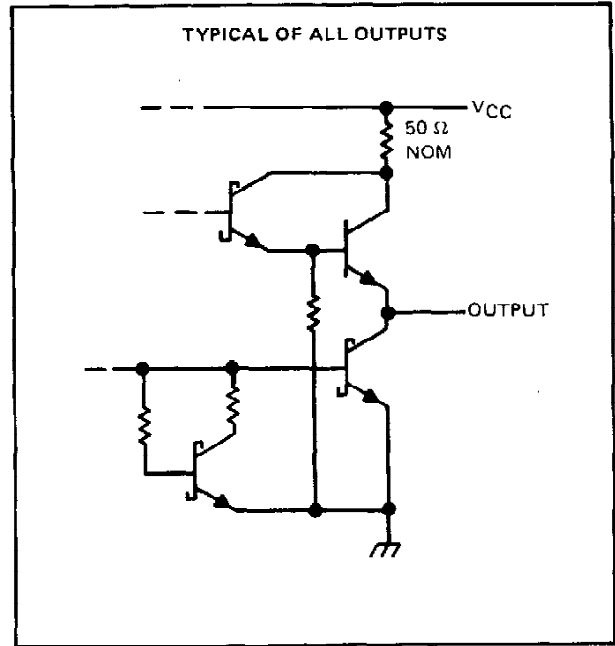 TYPICAL OF ALL OUTPUTS
VCC
50 Ω
NOM
OUTPUT